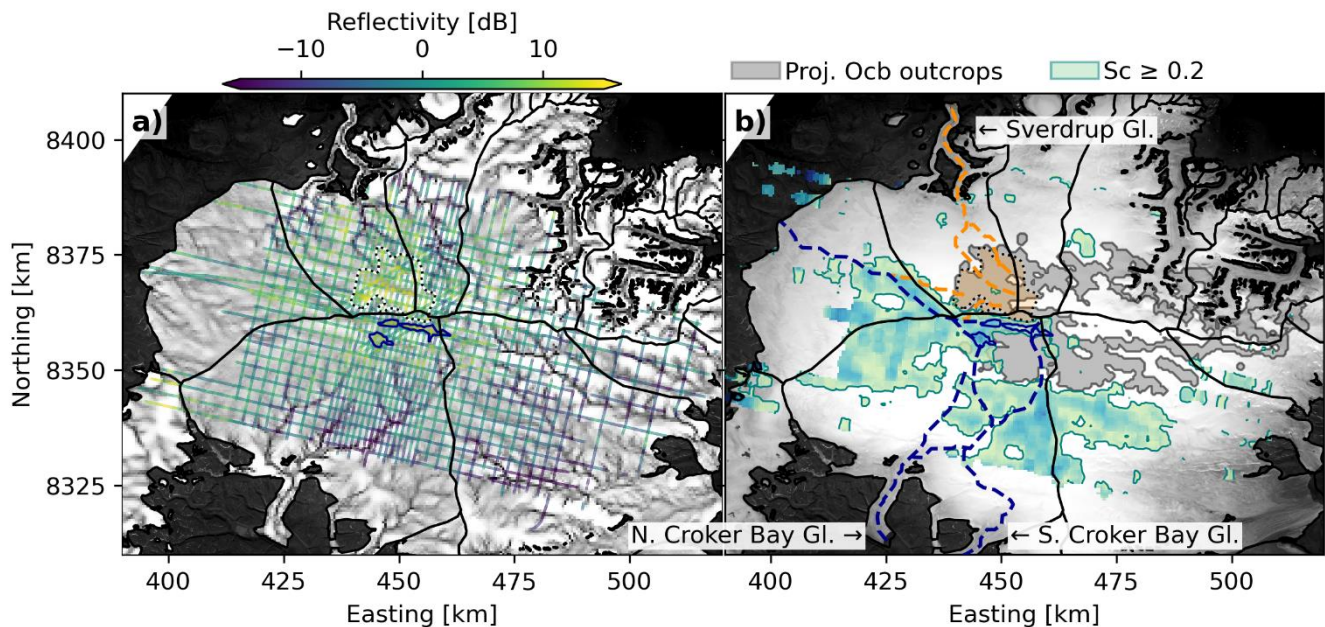 Reflectivity [dB]
−10 0 10
Proj. Ocb outcrops Sc ≥ 0.2
a)
b)
← Sverdrup Gl.
8400
8375
8350
8325
Northing [km]
N. Croker Bay Gl. →
← S. Croker Bay Gl.
400 425 450 475 500
400 425 450 475 500
Easting [km]
Easting [km]